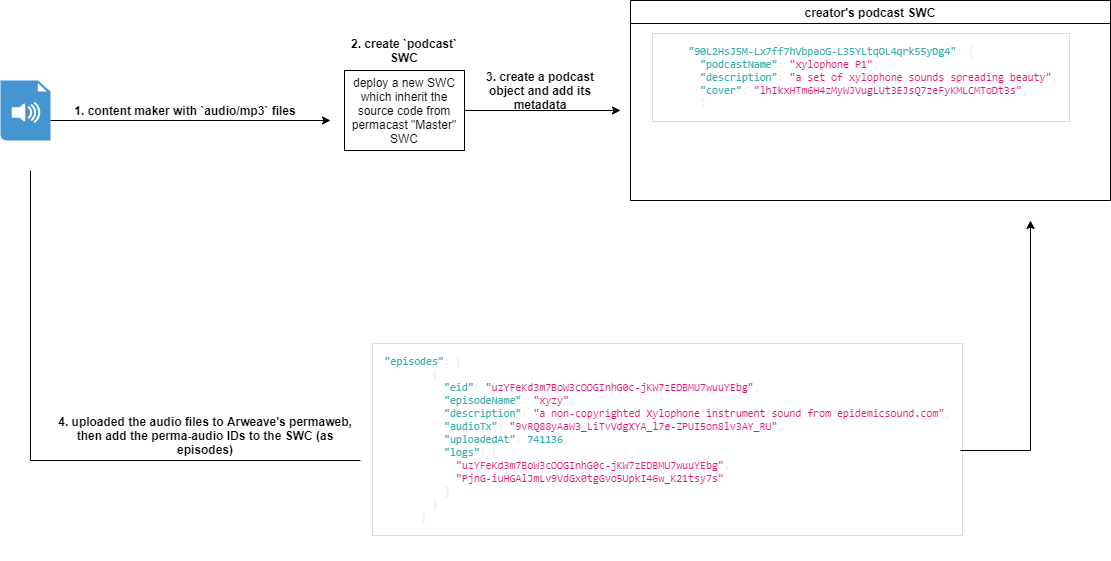 1. content maker with `audio/mp3` files
2. create `podcast`
SWC
deploy a new SWC
which inherit the
source code from
permacast "Master"
SWC
3. create a podcast
object and add its
metadata
creator's podcast SWC
"90L2HsJ5M-Lx7ff7hVbpaoG-L35YLtqOL4qrk55yDg4": {
"podcastName": "xylophone P1",
"description": "a set of xylophone sounds spreading beauty",
"cover": "lhIkxHTm6H4zMyWJVugLUt3EJsQ7zeFyKMLCMToDt3s",
}
4. uploaded the audio files to Arweave's permaweb,
then add the perma-audio IDs to the SWC (as
episodes)
"episodes": [
{
"eid": "uzYFeKd3m7BoW3cOOGInhG0c-jKW7zEDBMU7wuuYEbg",
"episodeName": "xyzy",
"description": "a non-copyrighted Xylophone instrument sound from epidemicsound.com",
"audioTx": "9vRQ88yAaW3_LiTvVdgXYA_l7e-ZPUI5on8lv3AY_RU",
"uploadedAt": 741136,
"logs": [
"uzYFeKd3m7BoW3cOOGInhG0c-jKW7zEDBMU7wuuYEbg",
"PjnG-iuHGAlJmLv9VdGx0tgGvo5UpkI46w_K21tsy7s"
]
}
]